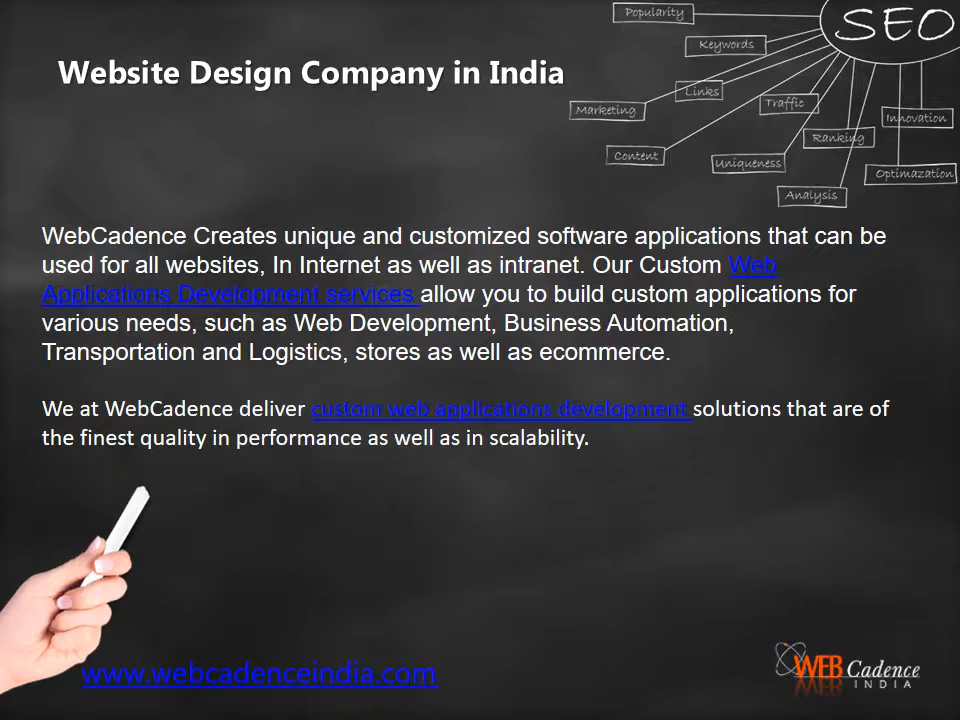 Popularity
SEO
Keywords
Website Design Company in India
Links
Traffic
Marketing
Innovation
Ranking
Content
Uniqueness
Optimazation
Analysis
WebCadence Creates unique and customized software applications that can be
used for all websites, In Internet as well as intranet. Our Custom Web
Applications Development services allow you to build custom applications for
various needs, such as Web Development, Business Automation,
Transportation and Logistics, stores as well as ecommerce.
We at WebCadence deliver custom web applications development solutions that are of
the finest quality in performance as well as in scalability.
www.webcadenceindia.com
WEB Cadence
INDIA